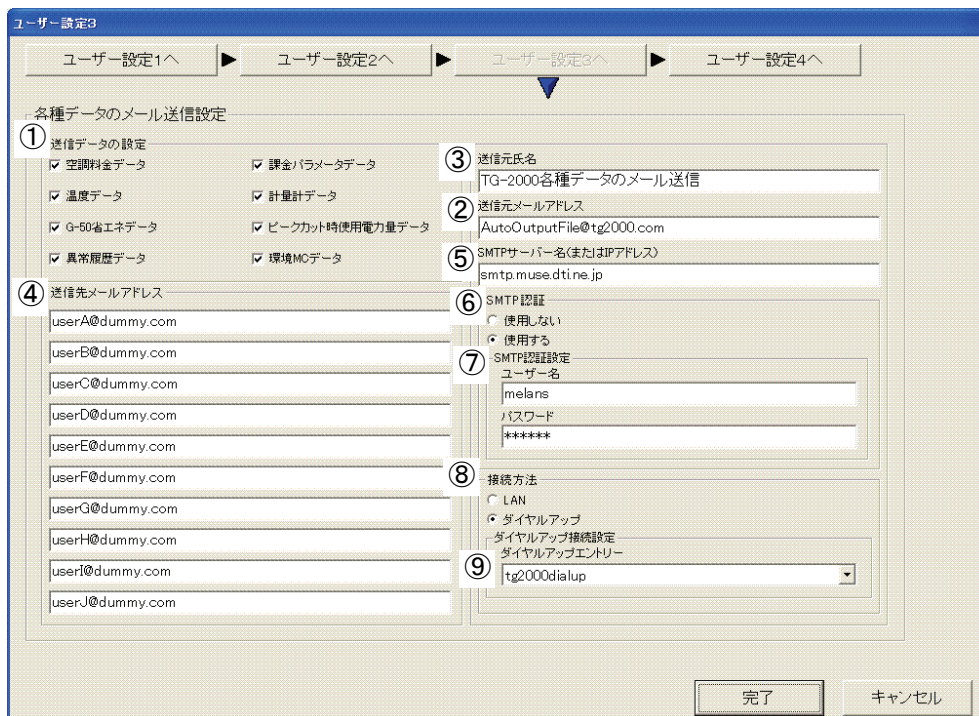 ユーザー設定3
ユーザー設定1へ ▶ ユーザー設定2へ ▶ ユーザー設定3へ ▶ ユーザー設定4へ
各種データのメール送信設定
① 送信データの設定
空調料金データ 課金パラメータデータ
温度データ 計量計データ
G-50省エネデータ ピークカット時使用電力量データ
異常履歴データ 環境MCデータ
④ 送信先メールアドレス
userA@dummy.com
userB@dummy.com
userC@dummy.com
userD@dummy.com
userE@dummy.com
userF@dummy.com
userG@dummy.com
userH@dummy.com
userI@dummy.com
userJ@dummy.com
③ 送信元氏名
TG-2000各種データのメール送信
② 送信元メールアドレス
AutoOutputFile@tg2000.com
⑤ SMTPサーバー名(またはIPアドレス)
smtp.muse.dti.ne.jp
⑥ SMTP認証
使用しない
使用する
⑦ SMTP認証設定
ユーザー名
melans
パスワード
******
⑧ 接続方法
LAN
ダイヤルアップ
ダイヤルアップ接続設定
⑨ ダイヤルアップエントリー
tg2000dialup
完了 キャンセル